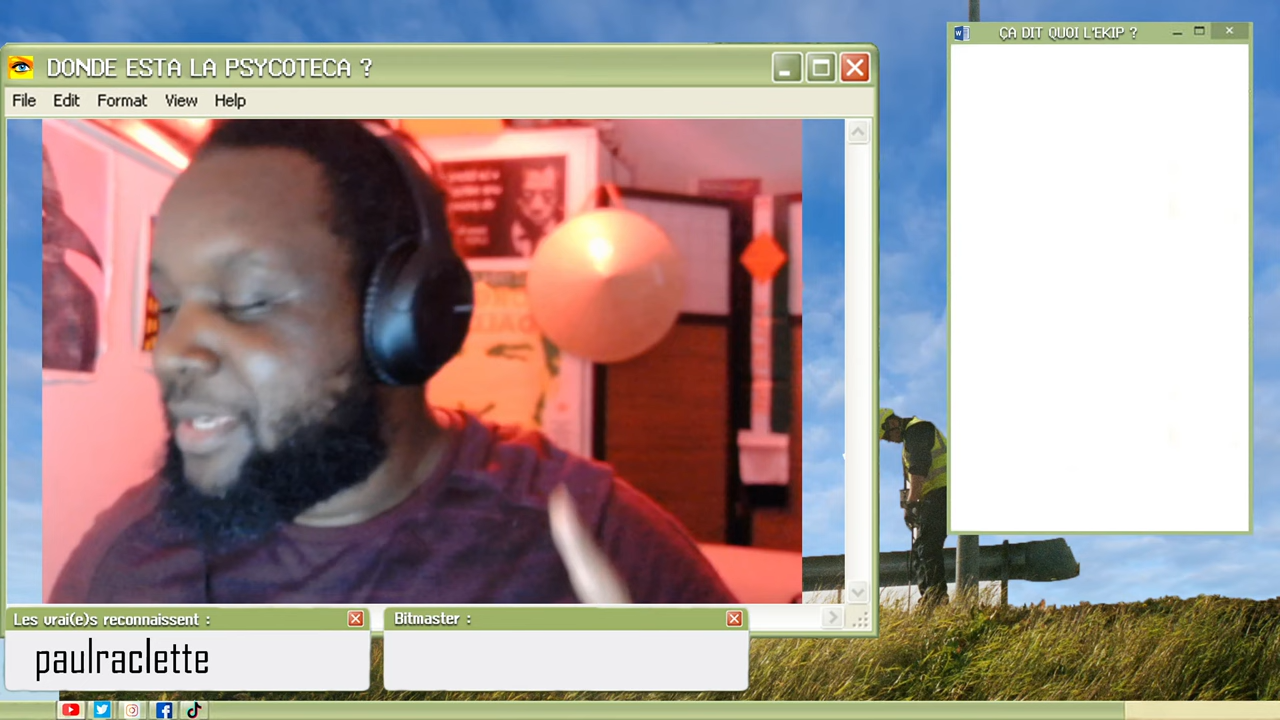 DONDE ESTA LA PSYCOTECA ?
File Edit Format View Help
ÇA DIT QUOI L'EKIP ?
Les vrai(e)s reconnaissent :
paulraclette
Bitmaster :